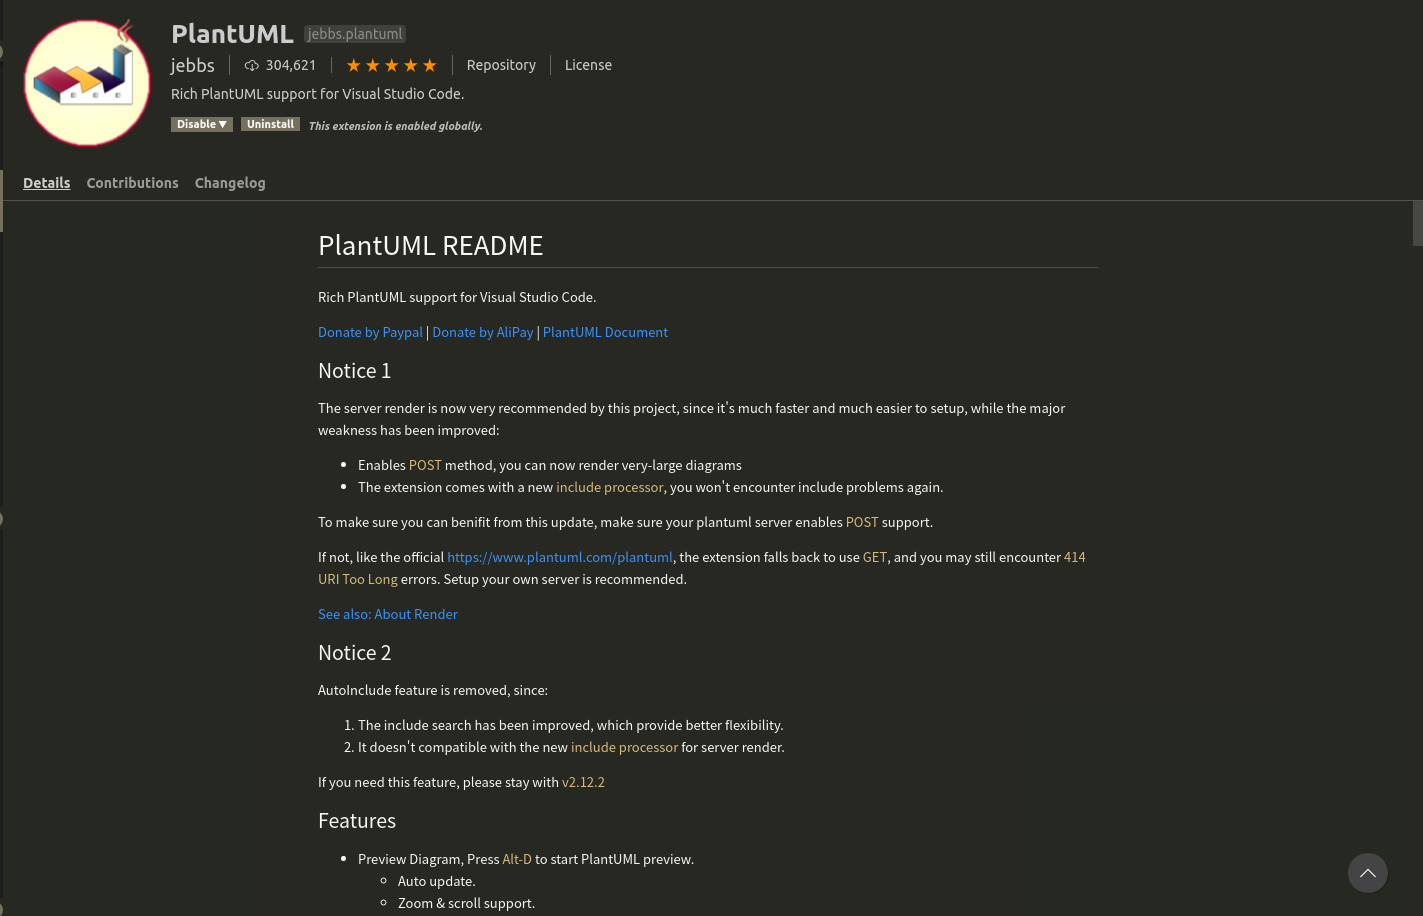 PlantUML jebbs.plantuml
jebbs 304,621 ★★★★★ Repository License
Rich PlantUML support for Visual Studio Code.
Disable ▼ Uninstall This extension is enabled globally.
Details Contributions Changelog
PlantUML README
Rich PlantUML support for Visual Studio Code.
Donate by Paypal | Donate by AliPay | PlantUML Document
Notice 1
The server render is now very recommended by this project, since it's much faster and much easier to setup, while the major
weakness has been improved:
• Enables POST method, you can now render very-large diagrams
• The extension comes with a new include processor, you won't encounter include problems again.
To make sure you can benifit from this update, make sure your plantuml server enables POST support.
If not, like the official https://www.plantuml.com/plantuml, the extension falls back to use GET, and you may still encounter 414
URI Too Long errors. Setup your own server is recommended.
See also: About Render
Notice 2
AutoInclude feature is removed, since:
1. The include search has been improved, which provide better flexibility.
2. It doesn't compatible with the new include processor for server render.
If you need this feature, please stay with v2.12.2
Features
• Preview Diagram, Press Alt-D to start PlantUML preview.
◦ Auto update.
◦ Zoom & scroll support.